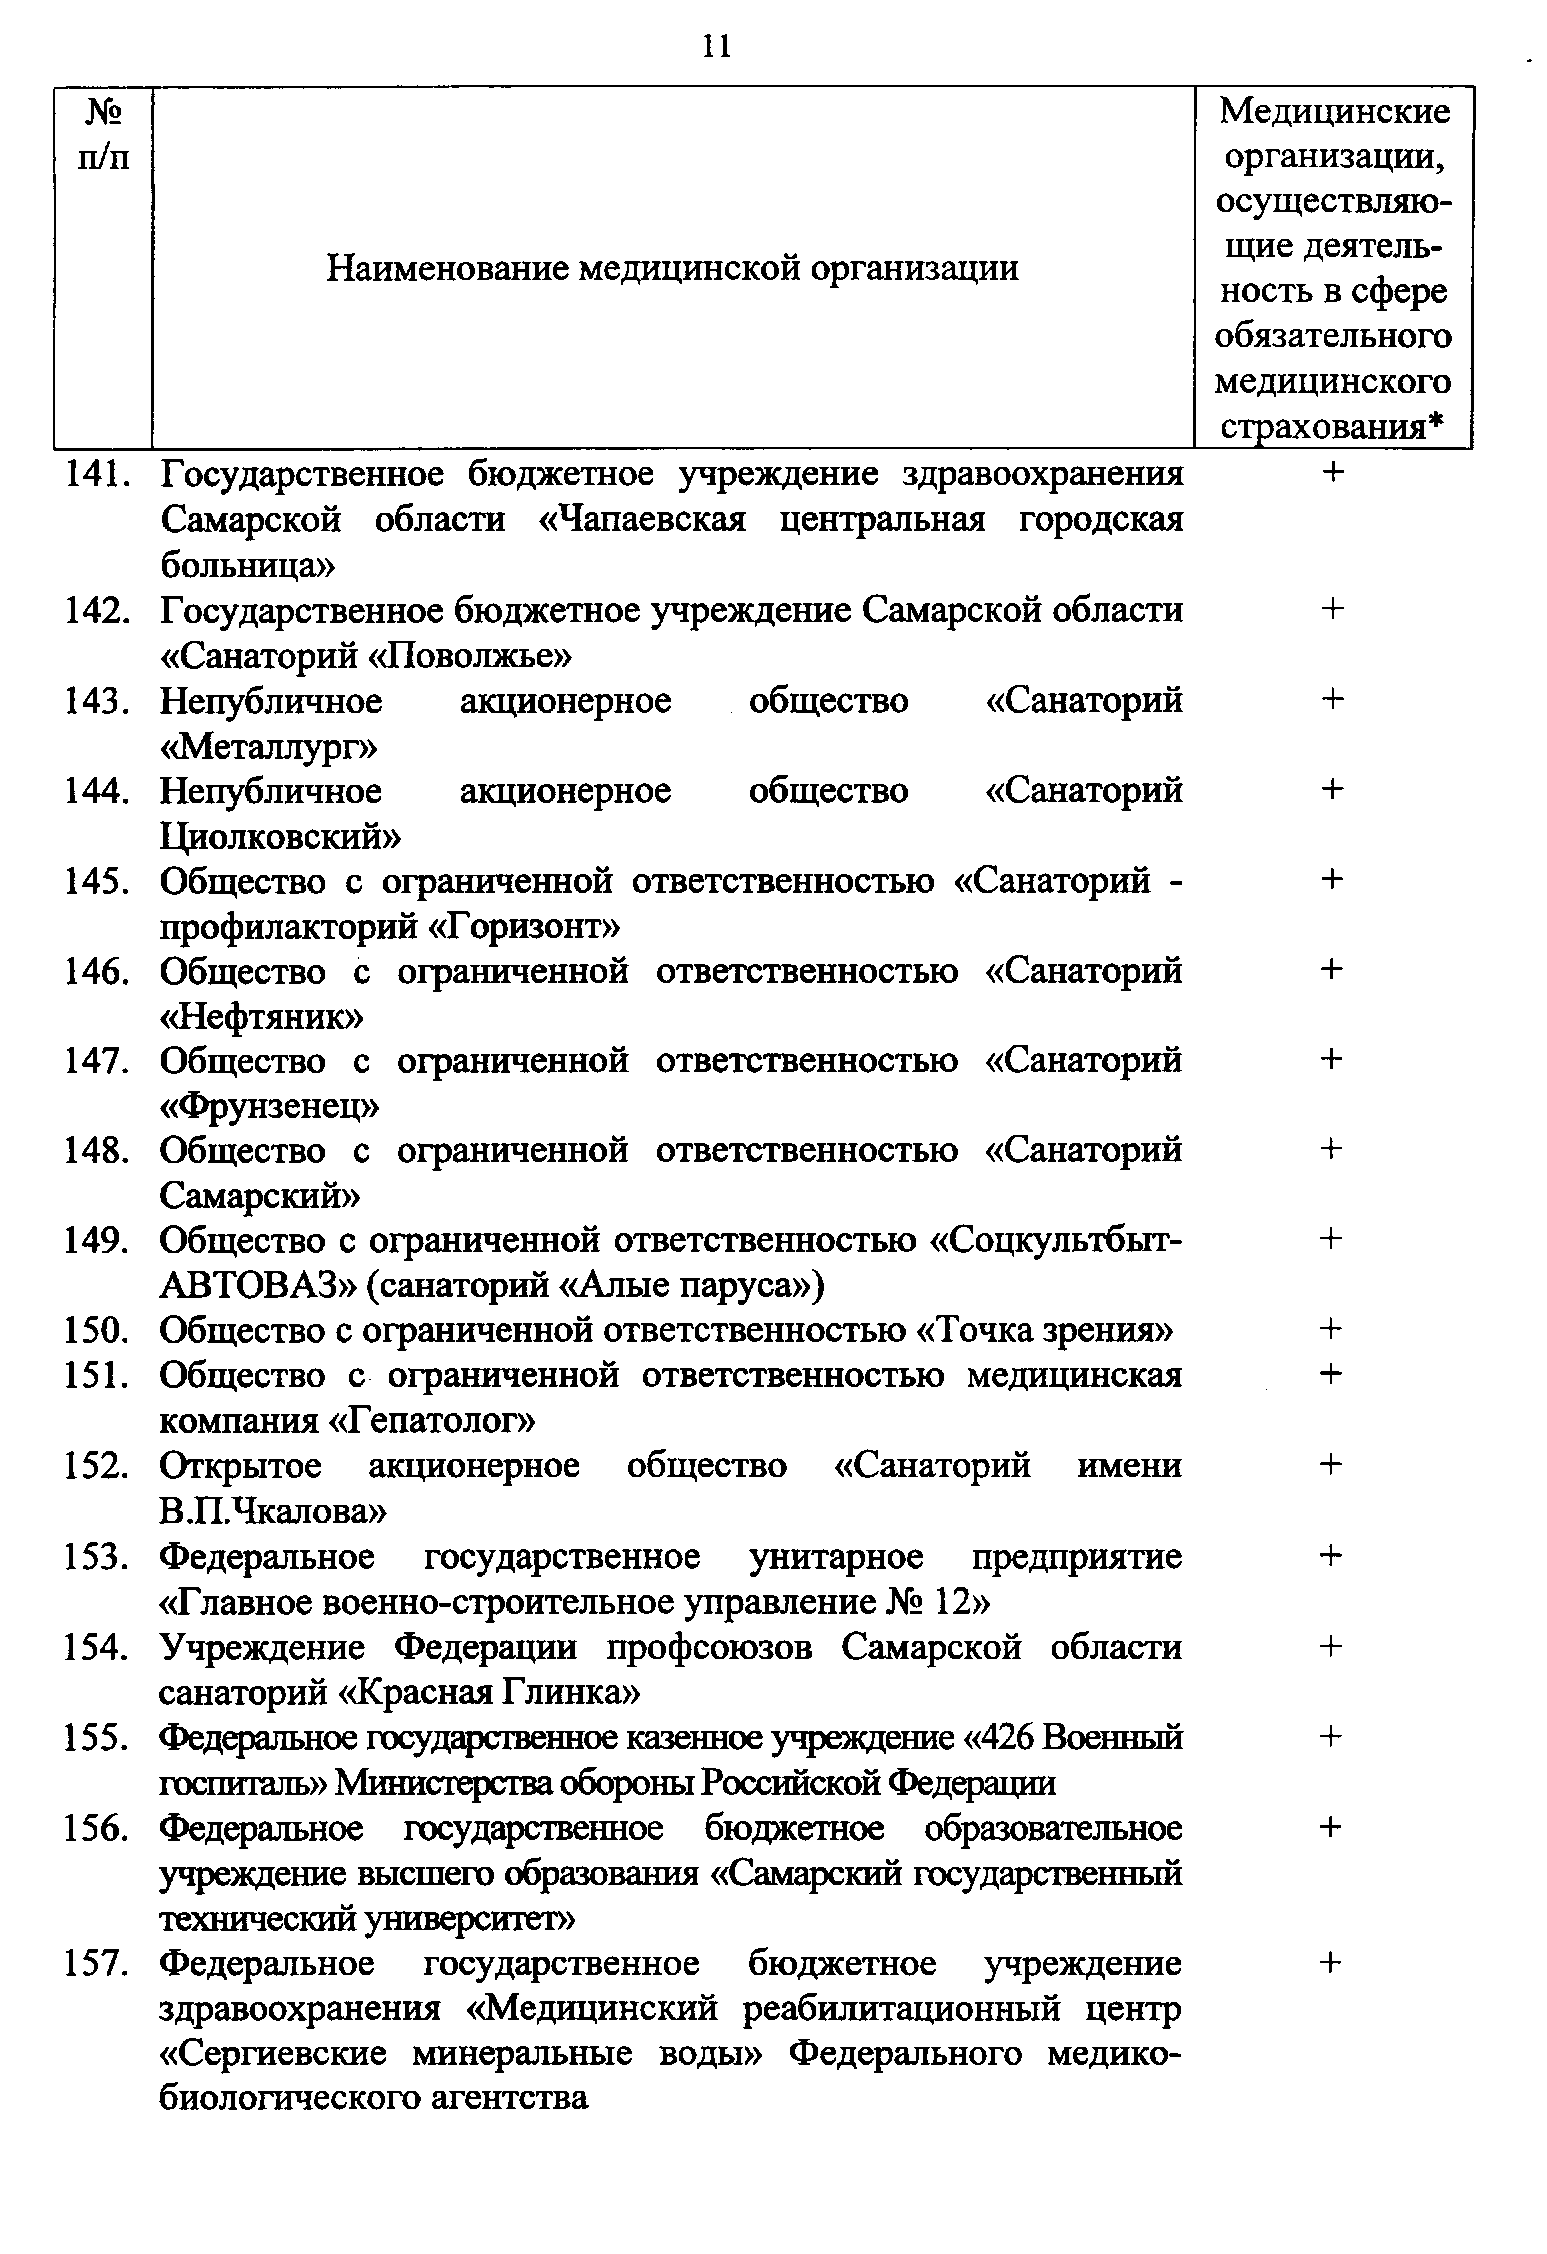 11
№
п/п
Наименование медицинской организации
Медицинские
организации,
осуществляю-
щие деятель-
ность в сфере
обязательного
медицинского
страхования*
141. Государственное бюджетное учреждение здравоохранения +
Самарской области «Чапаевская центральная городская
больница»
142. Государственное бюджетное учреждение Самарской области +
«Санаторий «Поволжье»
143. Непубличное акционерное общество «Санаторий +
«Металлург»
144. Непубличное акционерное общество «Санаторий +
Циолковский»
145. Общество с ограниченной ответственностью «Санаторий - +
профилакторий «Горизонт»
146. Общество с ограниченной ответственностью «Санаторий +
«Нефтяник»
147. Общество с ограниченной ответственностью «Санаторий +
«Фрунзенец»
148. Общество с ограниченной ответственностью «Санаторий +
Самарский»
149. Общество с ограниченной ответственностью «Соцкультбыт- +
АВТОВАЗ» (санаторий «Алые паруса»)
150. Общество с ограниченной ответственностью «Точка зрения» +
151. Общество с ограниченной ответственностью медицинская +
компания «Гепатолог»
152. Открытое акционерное общество «Санаторий имени +
В.П.Чкалова»
153. Федеральное государственное унитарное предприятие +
«Главное военно-строительное управление № 12»
154. Учреждение Федерации профсоюзов Самарской области +
санаторий «Красная Глинка»
155. Федеральное государственное казенное учреждение «426 Военный +
госпиталь» Министерства обороны Российской Федерации
156. Федеральное государственное бюджетное образовательное +
учреждение высшего образования «Самарский государственный
технический университет»
157. Федеральное государственное бюджетное учреждение +
здравоохранения «Медицинский реабилитационный центр
«Сергиевские минеральные воды» Федерального медико-
биологического агентства